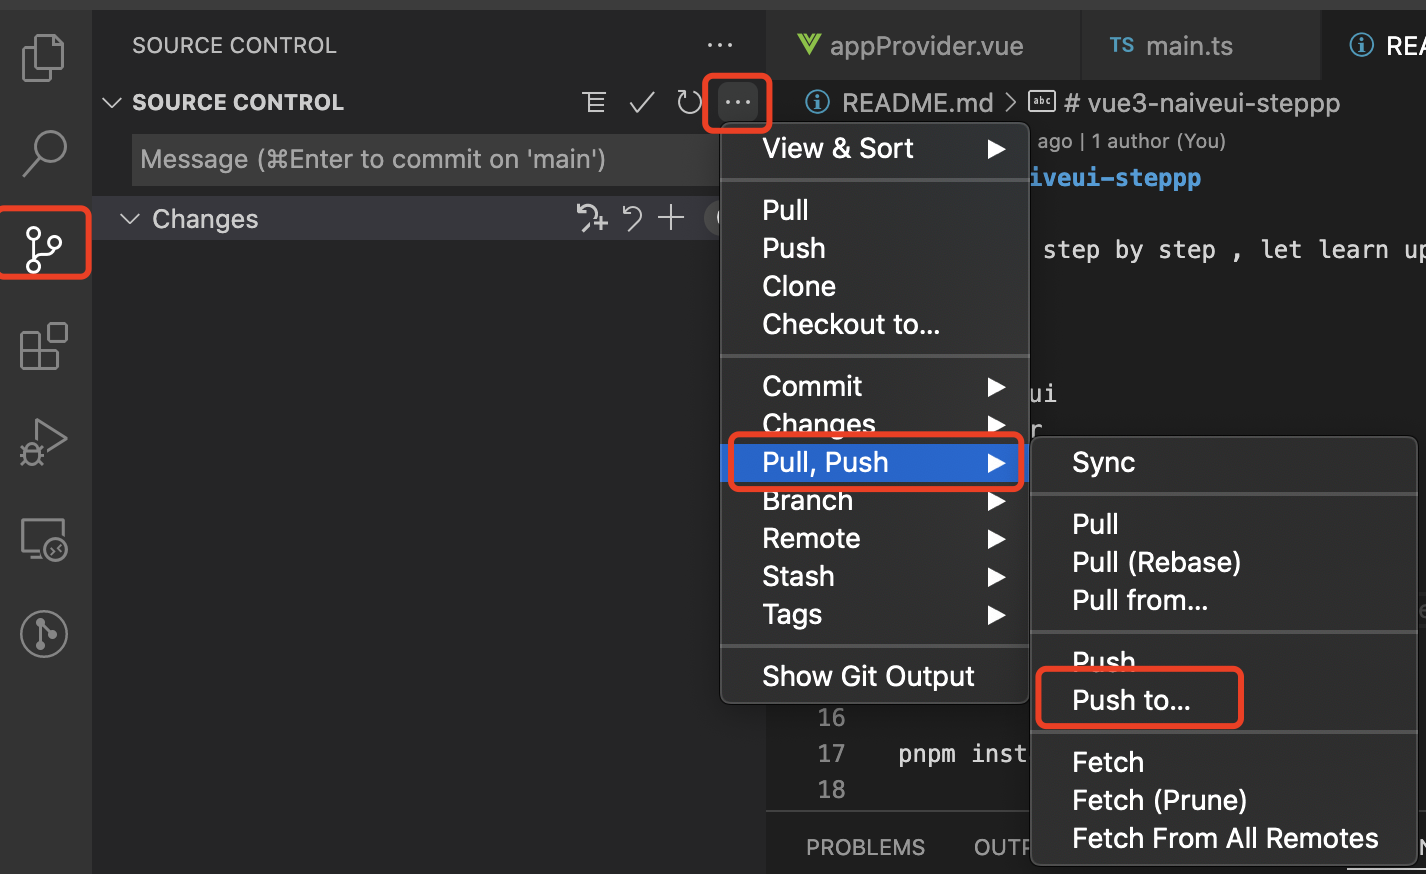 SOURCE CONTROL
SOURCE CONTROL
Message (⌘Enter to commit on 'main')
Changes
appProvider.vue
TS main.ts
README.md > # vue3-naiveui-steppp
ago | 1 author (You)
iveui-steppp
step by step , let learn up
ui
r
16
17 pnpm inst
18
PROBLEMS
View & Sort
Pull
Push
Clone
Checkout to...
Commit
Changes
Pull, Push
Branch
Remote
Stash
Tags
Show Git Output
Sync
Pull
Pull (Rebase)
Pull from...
Push
Push to...
Fetch
Fetch (Prune)
Fetch From All Remotes